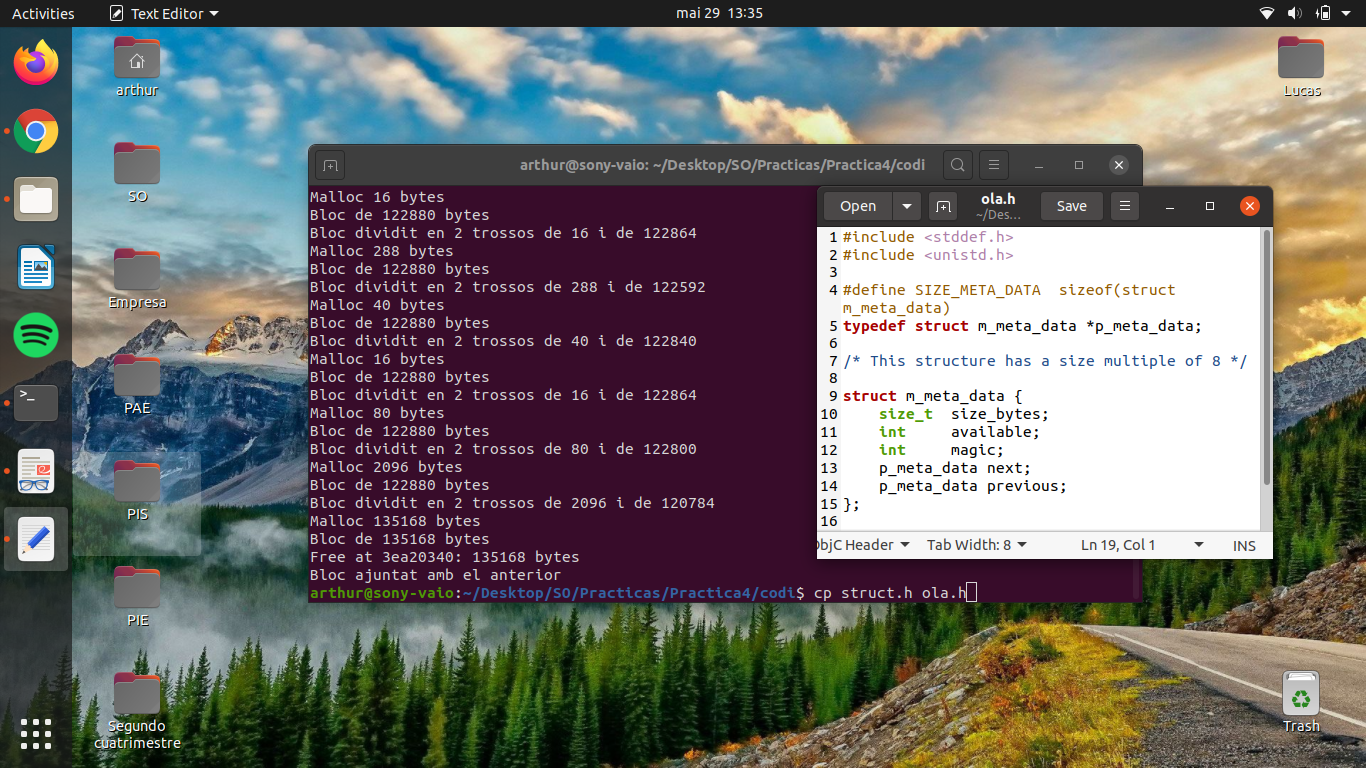 Activities
Text Editor
mai 29 13:35
arthur
SO
Empresa
PAE
PIS
PIE
Segundo
cuatrimestre
Lucas
Trash
arthur@sony-vaio: ~/Desktop/SO/Practicas/Practica4/codi
Malloc 16 bytes
Bloc de 122880 bytes
Bloc dividit en 2 trossos de 16 i de 122864
Malloc 288 bytes
Bloc de 122880 bytes
Bloc dividit en 2 trossos de 288 i de 122592
Malloc 40 bytes
Bloc de 122880 bytes
Bloc dividit en 2 trossos de 40 i de 122840
Malloc 16 bytes
Bloc de 122880 bytes
Bloc dividit en 2 trossos de 16 i de 122864
Malloc 80 bytes
Bloc de 122880 bytes
Bloc dividit en 2 trossos de 80 i de 122800
Malloc 2096 bytes
Bloc de 122880 bytes
Bloc dividit en 2 trossos de 2096 i de 120784
Malloc 135168 bytes
Bloc de 135168 bytes
Free at 3ea20340: 135168 bytes
Bloc ajuntat amb el anterior
arthur@sony-vaio:~/Desktop/SO/Practicas/Practica4/codi$ cp struct.h ola.h
Open
ola.h
~/Des...
Save
1 #include <stddef.h>
2 #include <unistd.h>
3
4 #define SIZE_META_DATA  sizeof(struct
m_meta_data)
5 typedef struct m_meta_data *p_meta_data;
6
7 /* This structure has a size multiple of 8 */
8
9 struct m_meta_data {
10     size_t  size_bytes;
11     int     available;
12     int     magic;
13     p_meta_data next;
14     p_meta_data previous;
15 };
16
ObjC Header
Tab Width: 8
Ln 19, Col 1
INS